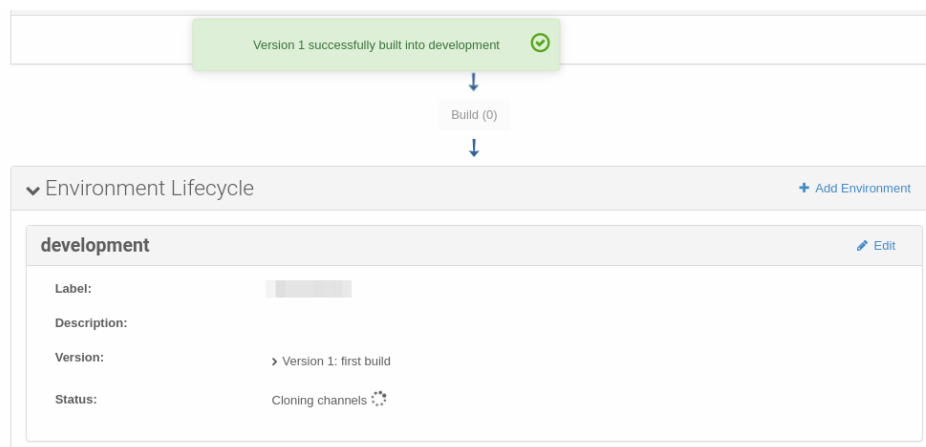 Version 1 successfully built into development
Build (0)
Environment Lifecycle
Add Environment
development
Edit
Label:
Description:
Version: Version 1: first build
Status: Cloning channels